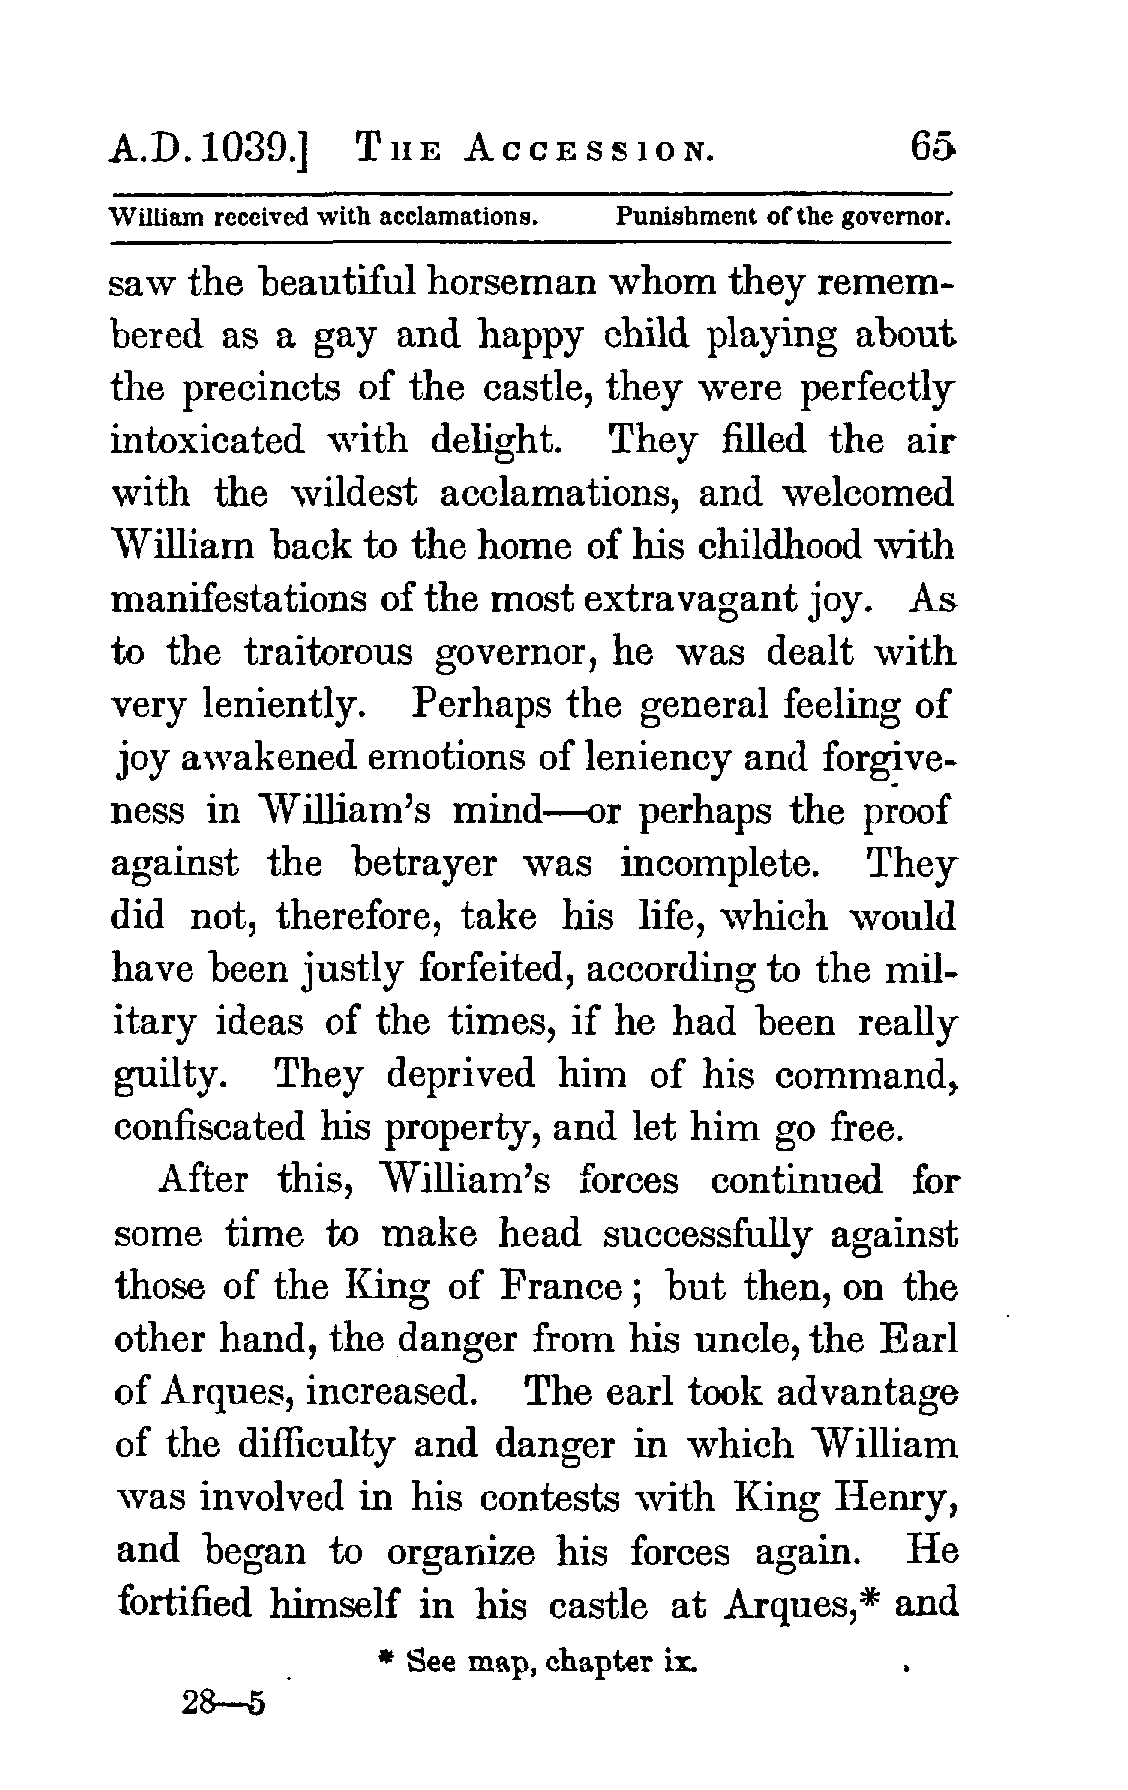 A.D. 1039.] THE ACCESSION. 65
William received with acclamations. Punishment of the governor.
saw the beautiful horseman whom they remem-
bered as a gay and happy child playing about
the precincts of the castle, they were perfectly
intoxicated with delight. They filled the air
with the wildest acclamations, and welcomed
William back to the home of his childhood with
manifestations of the most extravagant joy. As
to the traitorous governor, he was dealt with
very leniently. Perhaps the general feeling of
joy awakened emotions of leniency and forgive-
ness in William's mind—or perhaps the proof
against the betrayer was incomplete. They
did not, therefore, take his life, which would
have been justly forfeited, according to the mil-
itary ideas of the times, if he had been really
guilty. They deprived him of his command,
confiscated his property, and let him go free.
After this, William's forces continued for
some time to make head successfully against
those of the King of France; but then, on the
other hand, the danger from his uncle, the Earl
of Arques, increased. The earl took advantage
of the difficulty and danger in which William
was involved in his contests with King Henry,
and began to organize his forces again. He
fortified himself in his castle at Arques,* and
* See map, chapter ix.
28—5